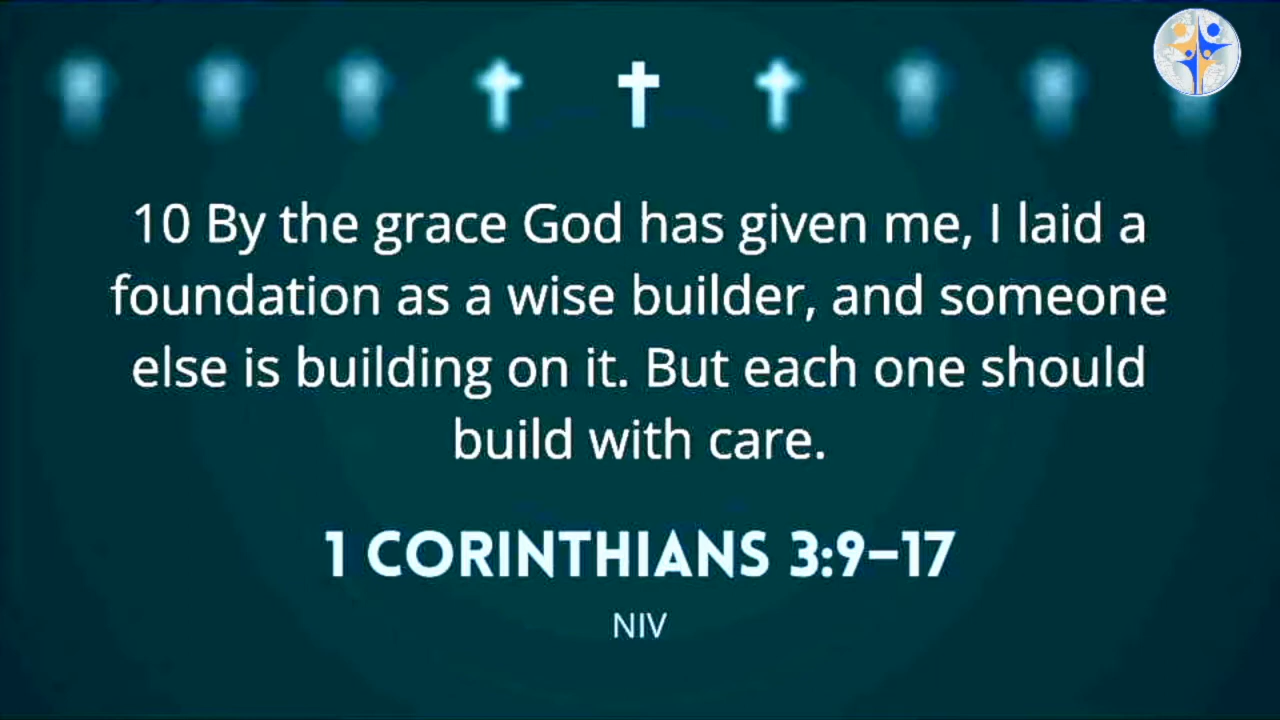 10 By the grace God has given me, I laid a
foundation as a wise builder, and someone
else is building on it. But each one should
build with care.
1 CORINTHIANS 3:9–17
NIV